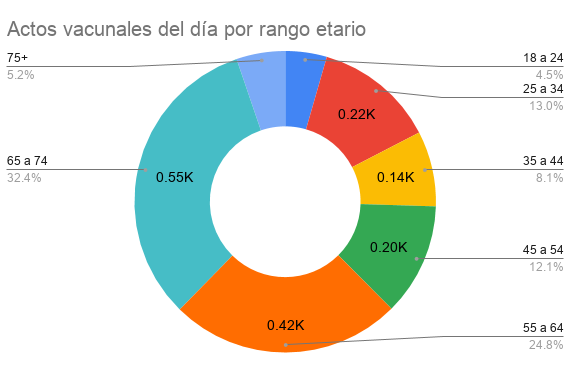 Actos vacunales del día por rango etario
75+
5.2%
18 a 24
4.5%
25 a 34
13.0%
0.22K
65 a 74
32.4%
0.55K
0.14K
35 a 44
8.1%
0.20K
45 a 54
12.1%
0.42K
55 a 64
24.8%